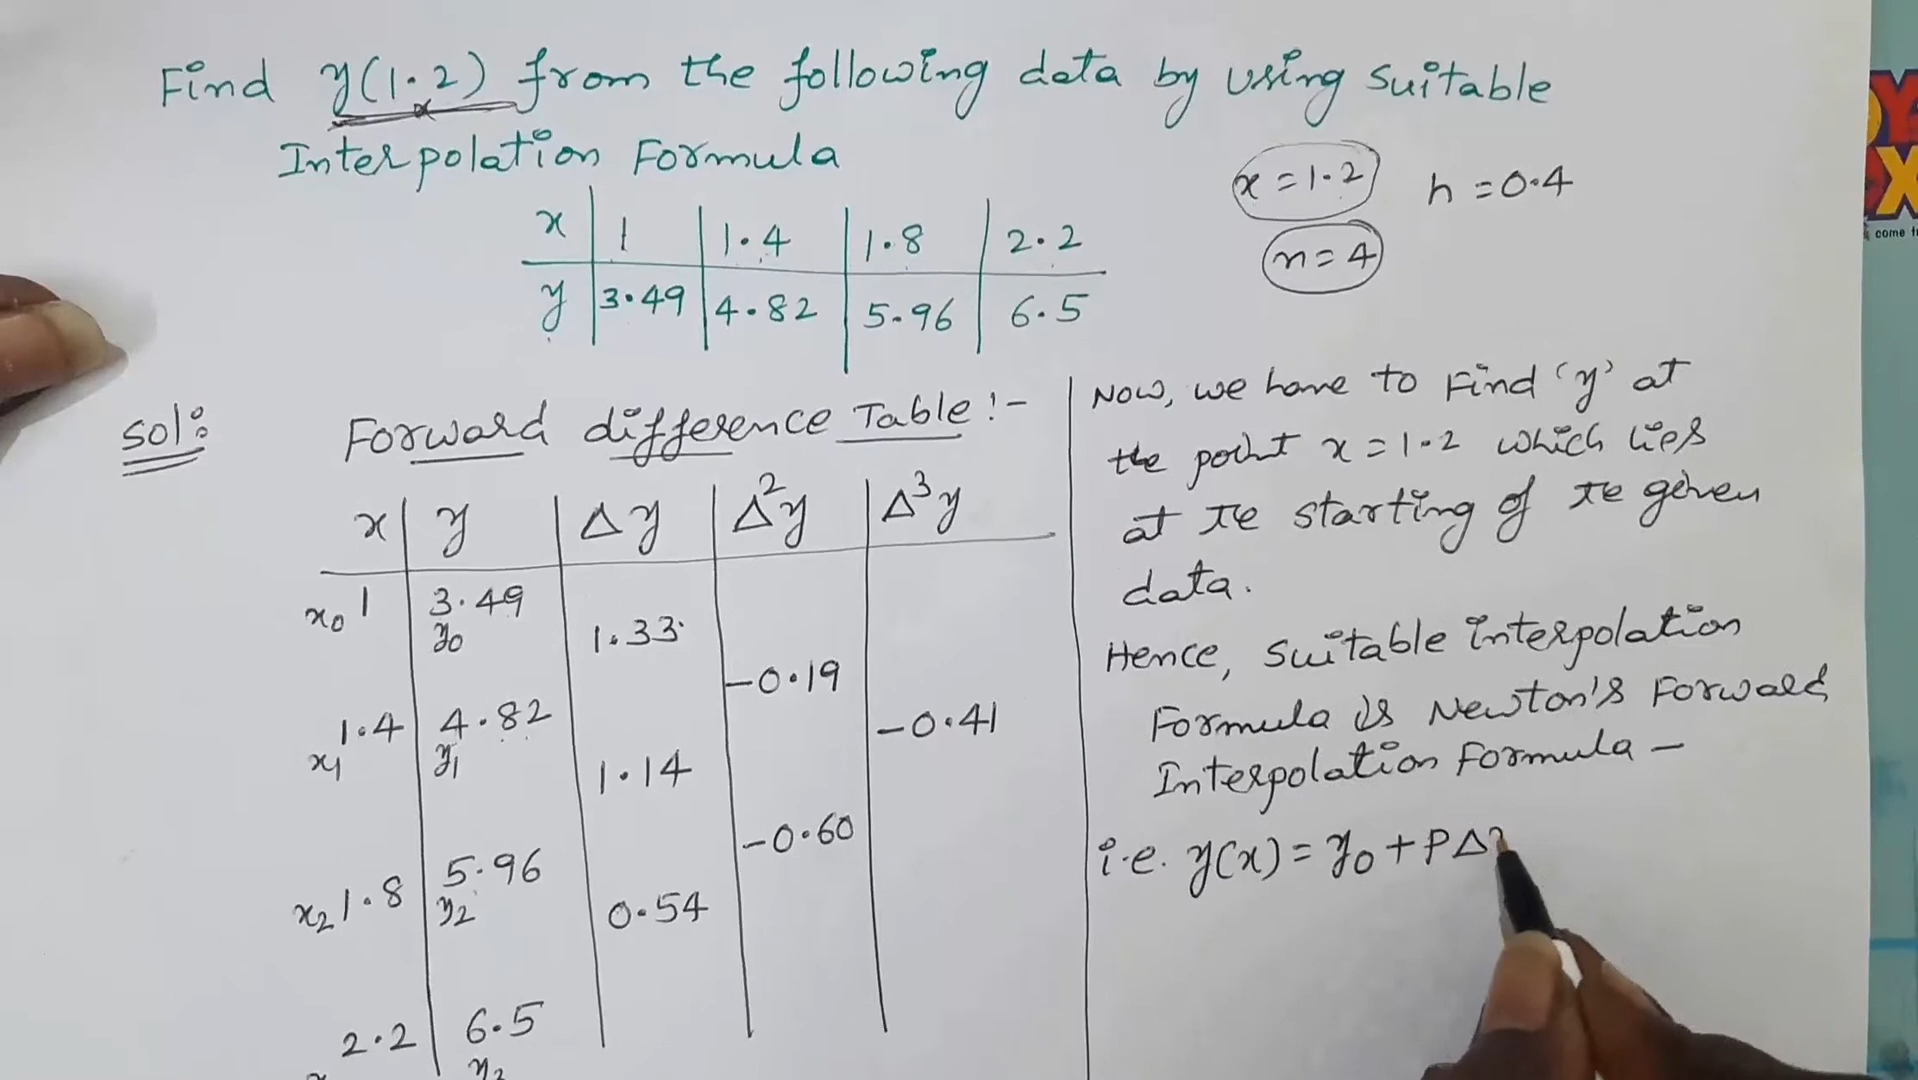 Find y(1.2) from the following data by using suitable
Interpolation Formula
x = 1.2 h = 0.4
n = 4
x 1 1.4 1.8 2.2
y 3.49 4.82 5.96 6.5
Sol:
Forward difference Table:-
x y Δy Δ²y Δ³y
x₀ 1 3.49 y₀
1.33
-0.19
x₁ 1.4 4.82 y₁
-0.41
1.14
-0.60
x₂ 1.8 5.96 y₂
0.54
2.2 6.5
Now, we have to Find 'y' at
the point x = 1.2 which lies
at the starting of the given
data.
Hence, suitable interpolation
Formula is Newton's Forward
Interpolation Formula -
i.e. y(x) = y₀ + PΔ
come